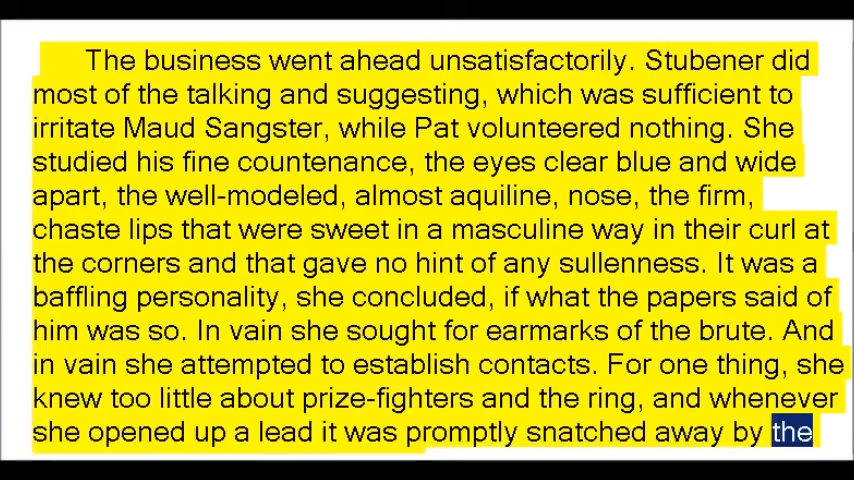 The business went ahead unsatisfactorily. Stubener did
most of the talking and suggesting, which was sufficient to
irritate Maud Sangster, while Pat volunteered nothing. She
studied his fine countenance, the eyes clear blue and wide
apart, the well-modeled, almost aquiline, nose, the firm,
chaste lips that were sweet in a masculine way in their curl at
the corners and that gave no hint of any sullenness. It was a
baffling personality, she concluded, if what the papers said of
him was so. In vain she sought for earmarks of the brute. And
in vain she attempted to establish contacts. For one thing, she
knew too little about prize-fighters and the ring, and whenever
she opened up a lead it was promptly snatched away by the